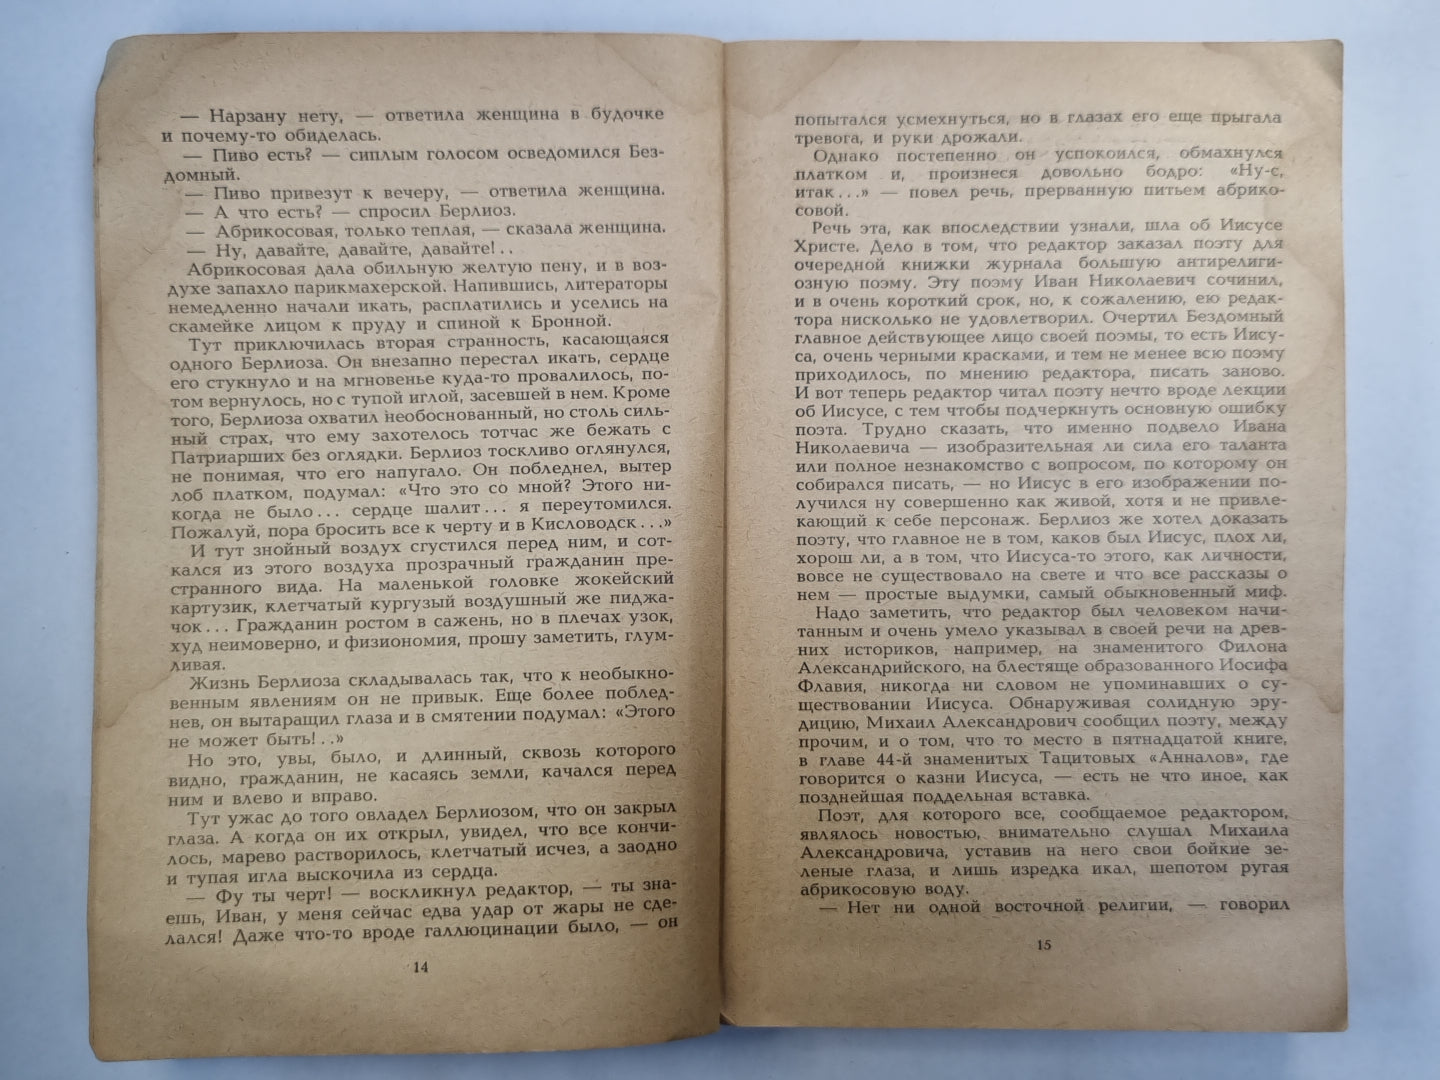 — Нарзану нету, — ответила женщина в будочке
и почему-то обиделась.
— Пиво есть? — сиплым голосом осведомился Без-
домный.
— Пиво привезут к вечеру, — ответила женщина.
— А что есть? — спросил Берлиоз.
— Абрикосовая, только теплая, — сказала женщина.
— Ну, давайте, давайте, давайте!..
Абрикосовая дала обильную желтую пену, и в воз-
духе запахло парикмахерской. Напившись, литераторы
немедленно начали икать, расплатились и уселись на
скамейке лицом к пруду и спиной к Бронной.
Тут приключилась вторая странность, касающаяся
одного Берлиоза. Он внезапно перестал икать, сердце
его стукнуло и на мгновенье куда-то провалилось, по-
том вернулось, но с тупой иглой, засевшей в нем. Кроме
того, Берлиоза охватил необоснованный, но столь силь-
ный страх, что ему захотелось тотчас же бежать с
Патриарших без оглядки. Берлиоз тоскливо оглянулся,
не понимая, что его напугало. Он побледнел, вытер
лоб платком, подумал: «Что это со мной? Этого ни-
когда не было... сердце шалит... я переутомился.
Пожалуй, пора бросить все к черту и в Кисловодск...»
И тут знойный воздух сгустился перед ним, и сот-
кался из этого воздуха прозрачный гражданин пре-
странного вида. На маленькой головке жокейский
картузик, клетчатый кургузый воздушный же пиджа-
чок... Гражданин ростом в сажень, но в плечах узок,
худ неимоверно, и физиономия, прошу заметить, глум-
ливая.
Жизнь Берлиоза складывалась так, что к необыкно-
венным явлениям он не привык. Еще более поблед-
нев, он вытаращил глаза и в смятении подумал: «Этого
не может быть!..»
Но это, увы, было, и длинный, сквозь которого
видно, гражданин, не касаясь земли, качался перед
ним и влево и вправо.
Тут ужас до того овладел Берлиозом, что он закрыл
глаза. А когда он их открыл, увидел, что все кончи-
лось, марево растворилось, клетчатый исчез, а заодно
и тупая игла выскочила из сердца.
— Фу ты черт! — воскликнул редактор, — ты зна-
ешь, Иван, у меня сейчас едва удар от жары не сде-
лался! Даже что-то вроде галлюцинации было, — он
14
попытался усмехнуться, но в глазах его еще прыгала
тревога, и руки дрожали.
Однако постепенно он успокоился, обмахнулся
платком и, произнеся довольно бодро: «Ну-с,
итак...» — повел речь, прерванную питьем абрико-
совой.
Речь эта, как впоследствии узнали, шла об Иисусе
Христе. Дело в том, что редактор заказал поэту для
очередной книжки журнала большую антирелиги-
озную поэму. Эту поэму Иван Николаевич сочинил,
и в очень короткий срок, но, к сожалению, ею редак-
тора нисколько не удовлетворил. Очертил Бездомный
главное действующее лицо своей поэмы, то есть Иису-
са, очень черными красками, и тем не менее всю поэму
приходилось, по мнению редактора, писать заново.
И вот теперь редактор читал поэту нечто вроде лекции
об Иисусе, с тем чтобы подчеркнуть основную ошибку
поэта. Трудно сказать, что именно подвело Ивана
Николаевича — изобразительная ли сила его таланта
или полное незнакомство с вопросом, по которому он
собирался писать, — но Иисус в его изображении по-
лучился ну совершенно как живой, хотя и не привле-
кающий к себе персонаж. Берлиоз же хотел доказать
поэту, что главное не в том, каков был Иисус, плох ли,
хорош ли, а в том, что Иисуса-то этого, как личности,
вовсе не существовало на свете и что все рассказы о
нем — простые выдумки, самый обыкновенный миф.
Надо заметить, что редактор был человеком начи-
танным и очень умело указывал в своей речи на древ-
них историков, например, на знаменитого Филона
Александрийского, на блестяще образованного Иосифа
Флавия, никогда ни словом не упоминавших о су-
ществовании Иисуса. Обнаруживая солидную эру-
дицию, Михаил Александрович сообщил поэту, между
прочим, и о том, что то место в пятнадцатой книге,
в главе 44-й знаменитых Тацитовых «Анналов», где
говорится о казни Иисуса, — есть не что иное, как
позднейшая поддельная вставка.
Поэт, для которого все, сообщаемое редактором,
являлось новостью, внимательно слушал Михаила
Александровича, уставив на него свои бойкие зе-
леные глаза, и лишь изредка икал, шепотом ругая
абрикосовую воду.
— Нет ни одной восточной религии, — говорил
15